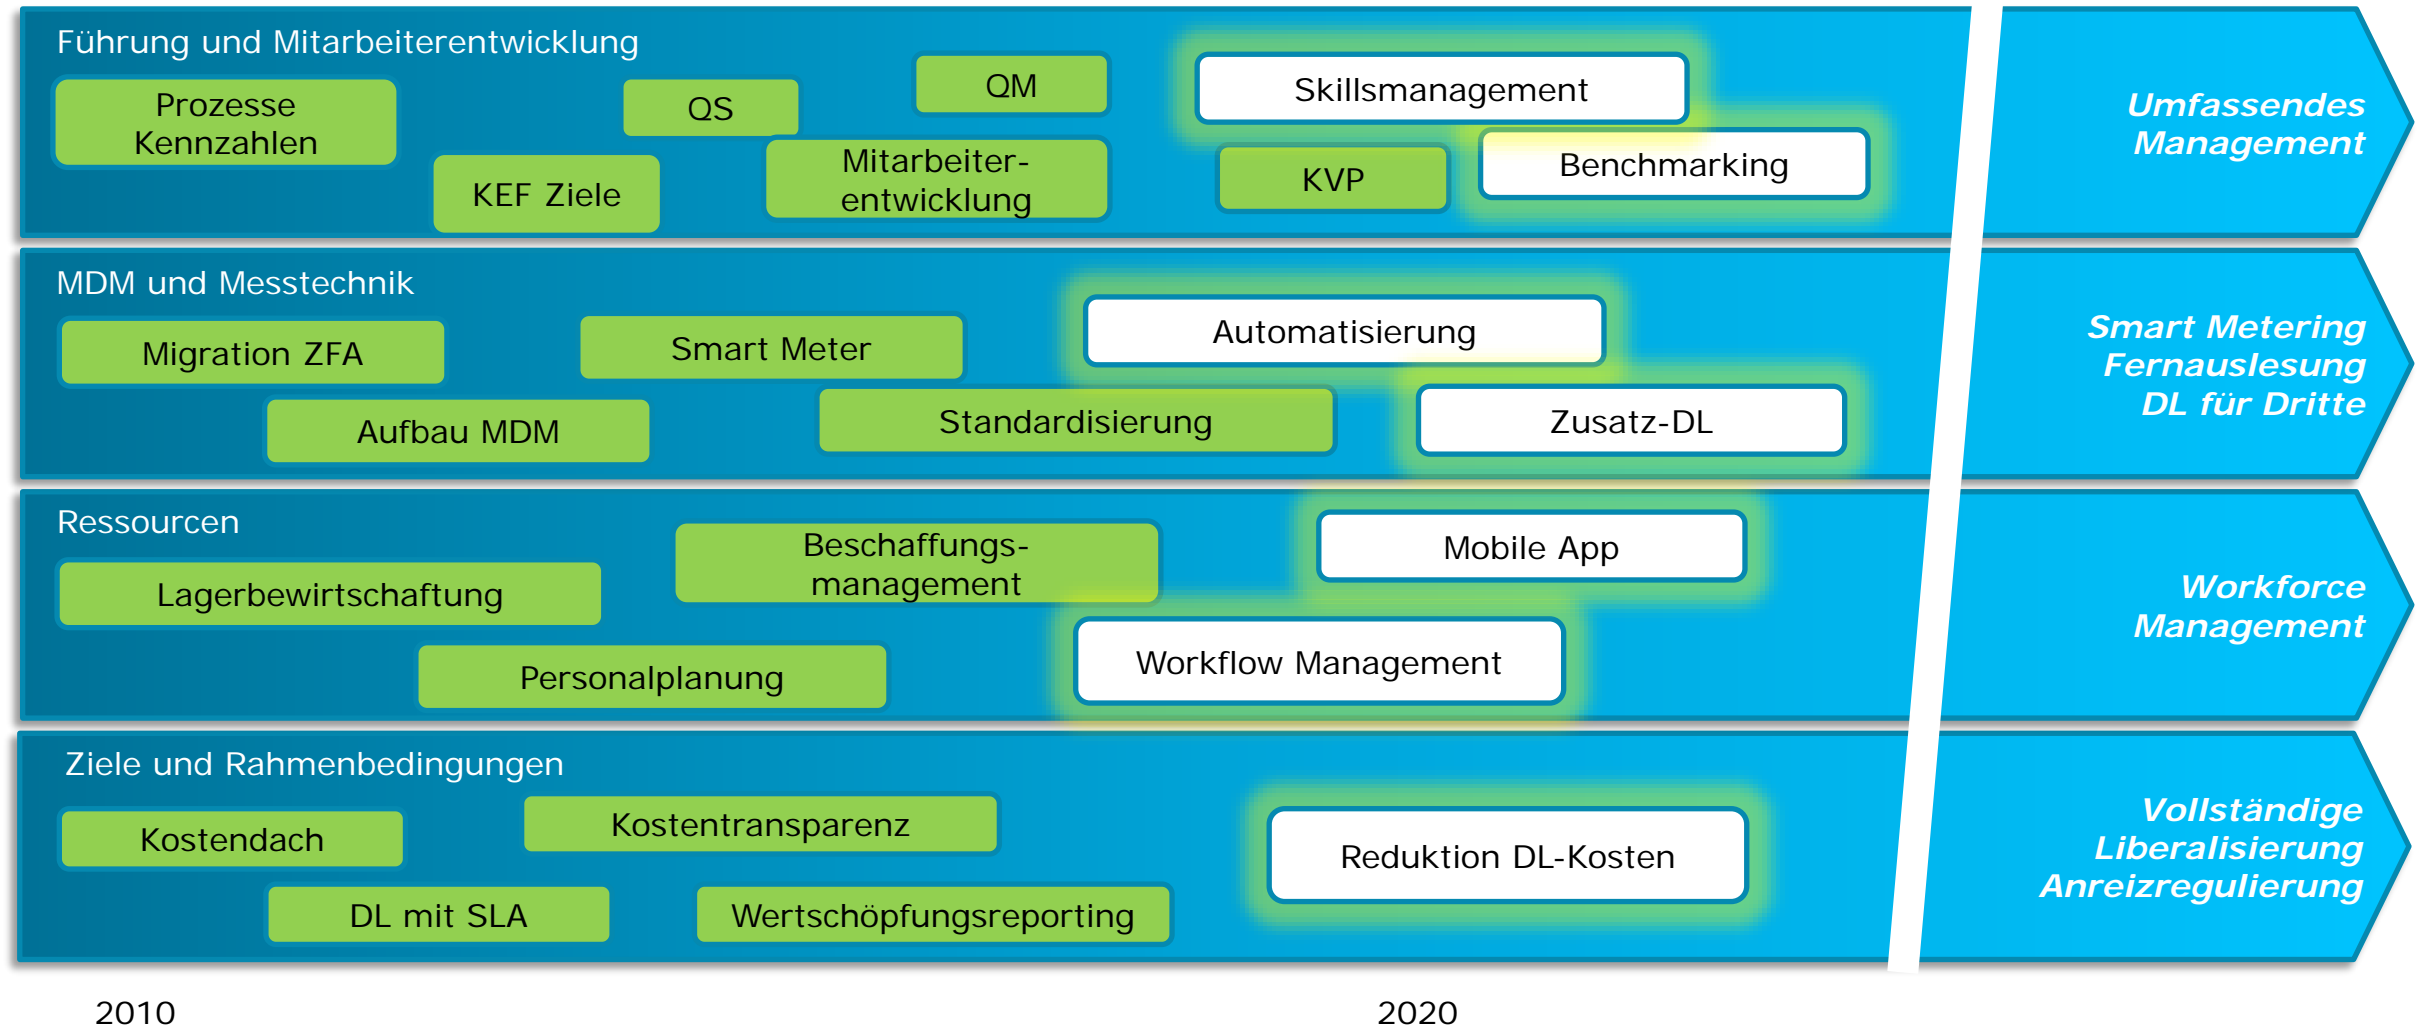 Führung und Mitarbeiterentwicklung
Prozesse
Kennzahlen
KEF Ziele
QS
QM
Mitarbeiter-
entwicklung
Skillsmanagement
KVP
Benchmarking
Umfassendes
Management
MDM und Messtechnik
Migration ZFA
Aufbau MDM
Smart Meter
Standardisierung
Automatisierung
Zusatz-DL
Smart Metering
Fernauslesung
DL für Dritte
Ressourcen
Lagerbewirtschaftung
Personalplanung
Beschaffungs-
management
Workflow Management
Mobile App
Workforce
Management
Ziele und Rahmenbedingungen
Kostendach
DL mit SLA
Kostentransparenz
Wertschöpfungsreporting
Reduktion DL-Kosten
Vollständige
Liberalisierung
Anreizregulierung
2010
2020